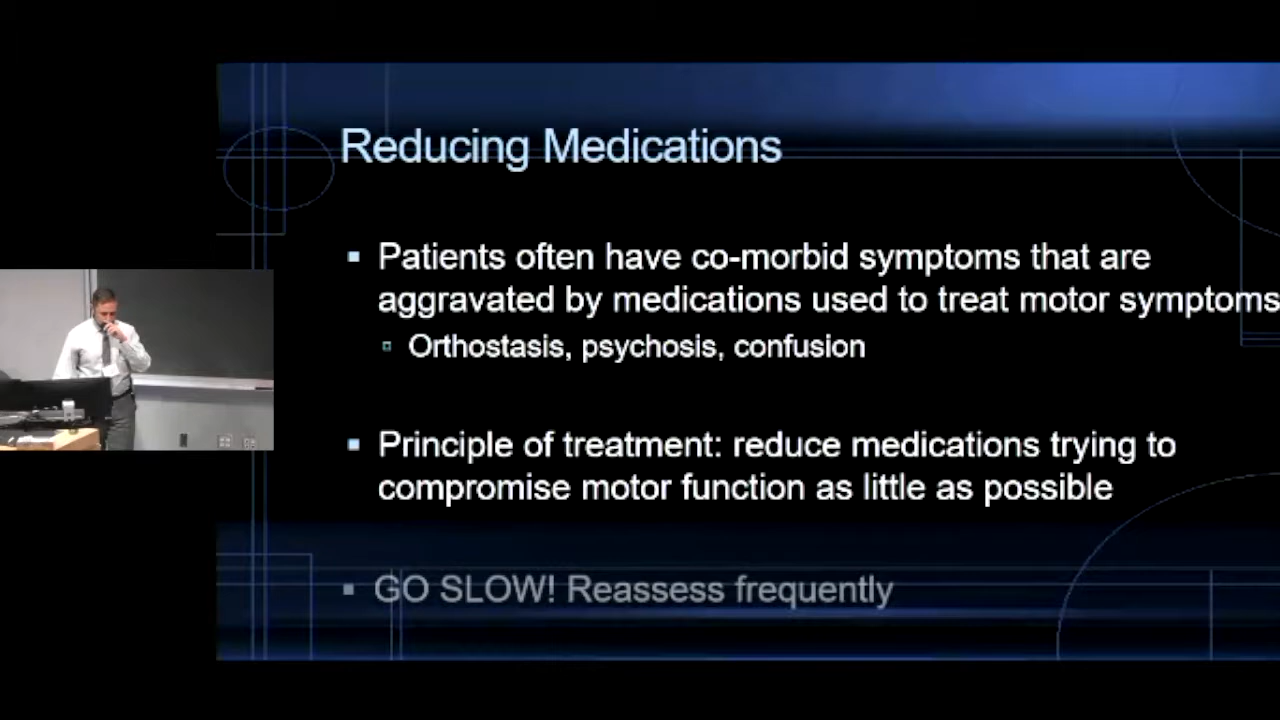 Reducing Medications
Patients often have co-morbid symptoms that are
aggravated by medications used to treat motor symptoms
Orthostasis, psychosis, confusion
Principle of treatment: reduce medications trying to
compromise motor function as little as possible
GO SLOW! Reassess frequently